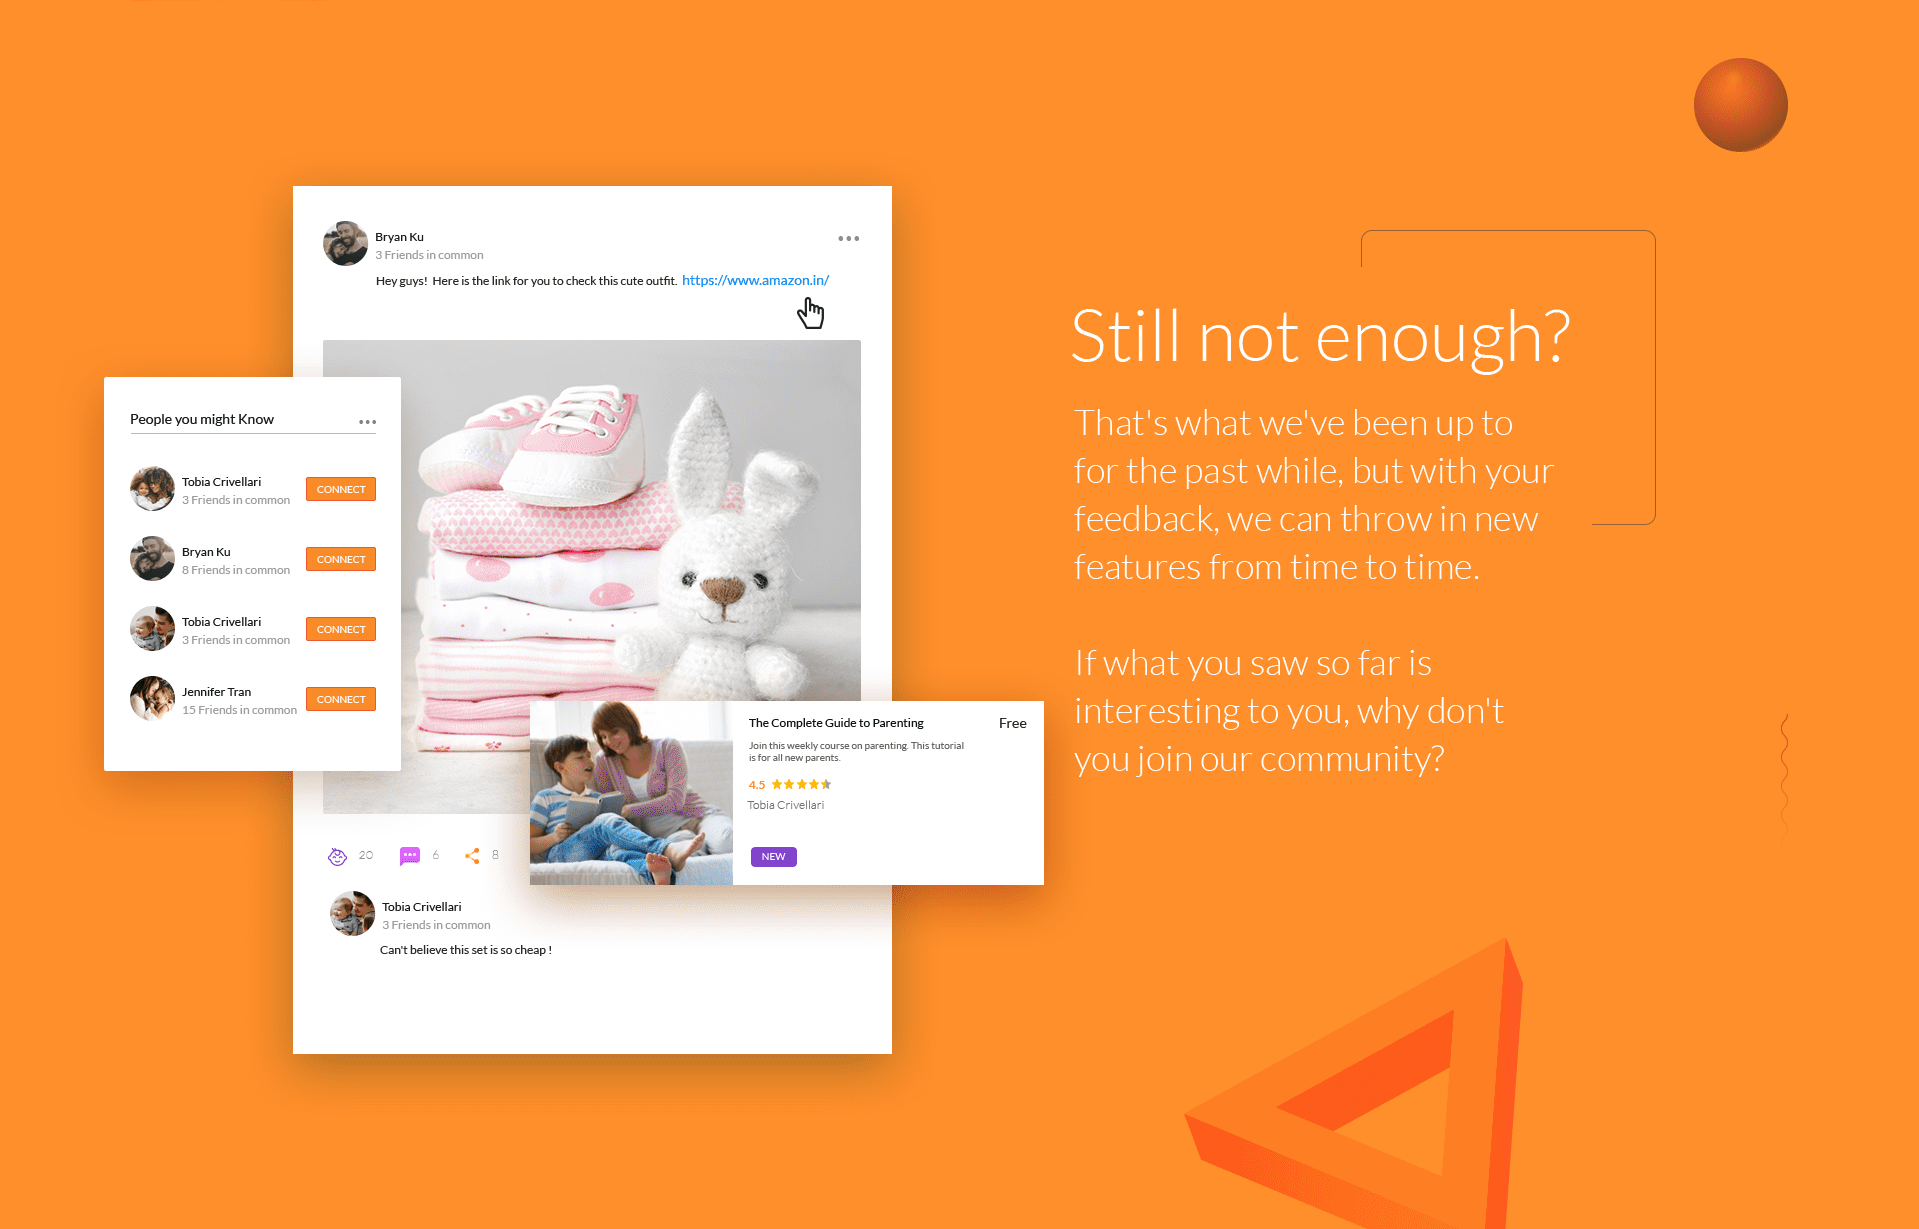 Bryan Ku
3 Friends in common
Hey guys!  Here is the link for you to check this cute outfit.  https://www.amazon.in/
People you might Know
Tobia Crivellari
3 Friends in common
CONNECT
Bryan Ku
8 Friends in common
CONNECT
Tobia Crivellari
3 Friends in common
CONNECT
Jennifer Tran
15 Friends in common
CONNECT
The Complete Guide to Parenting
Free
Join this weekly course on parenting. This tutorial
is for all new parents.
4.5
Tobia Crivellari
NEW
20
6
8
Tobia Crivellari
3 Friends in common
Can't believe this set is so cheap !
Still not enough?
That's what we've been up to
for the past while, but with your
feedback, we can throw in new
features from time to time.
If what you saw so far is
interesting to you, why don't
you join our community?